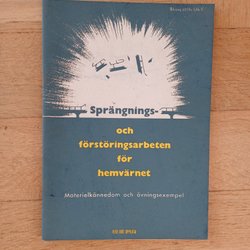 Sprängnings-
och
förstöringsarbeten
för
hemvärnet
Materielkännedom och övningsexempel